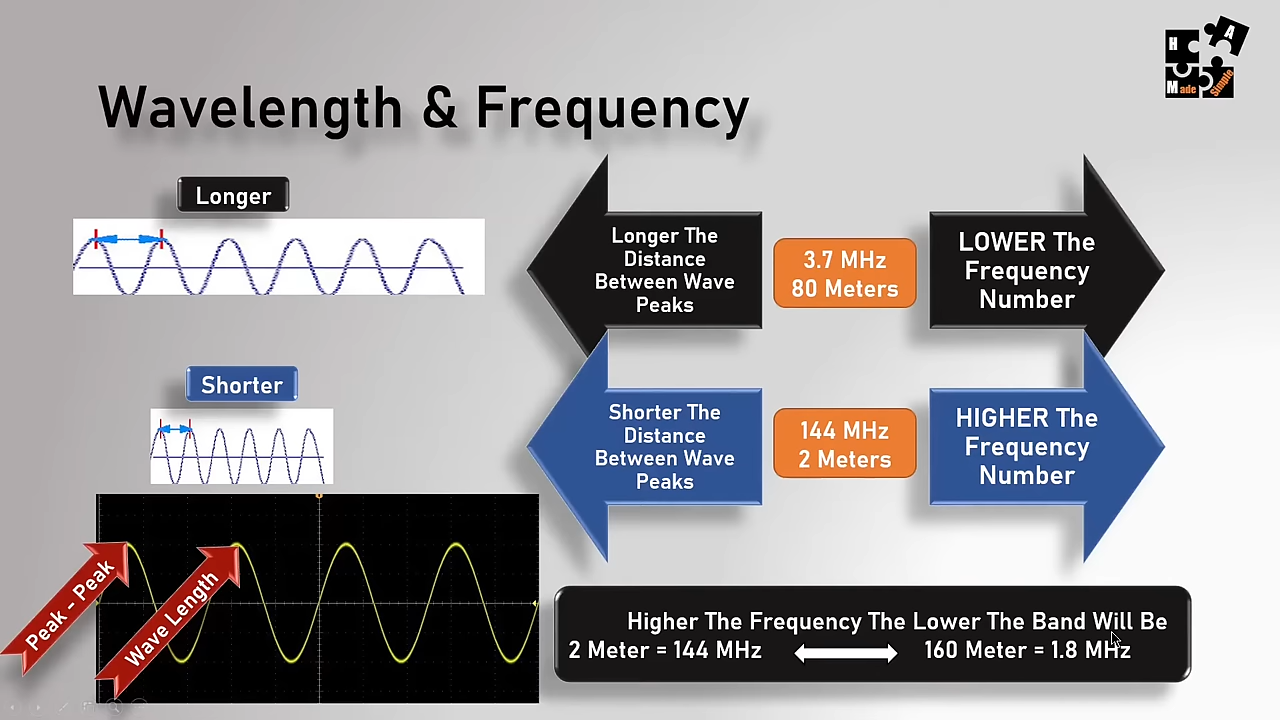 Wavelength & Frequency
H
A
Made
Simple
Longer
Longer The
Distance
Between Wave
Peaks
3.7 MHz
80 Meters
LOWER The
Frequency
Number
Shorter
Shorter The
Distance
Between Wave
Peaks
144 MHz
2 Meters
HIGHER The
Frequency
Number
Peak - Peak
Wave Length
Higher The Frequency The Lower The Band Will Be
2 Meter = 144 MHz 160 Meter = 1.8 MHz